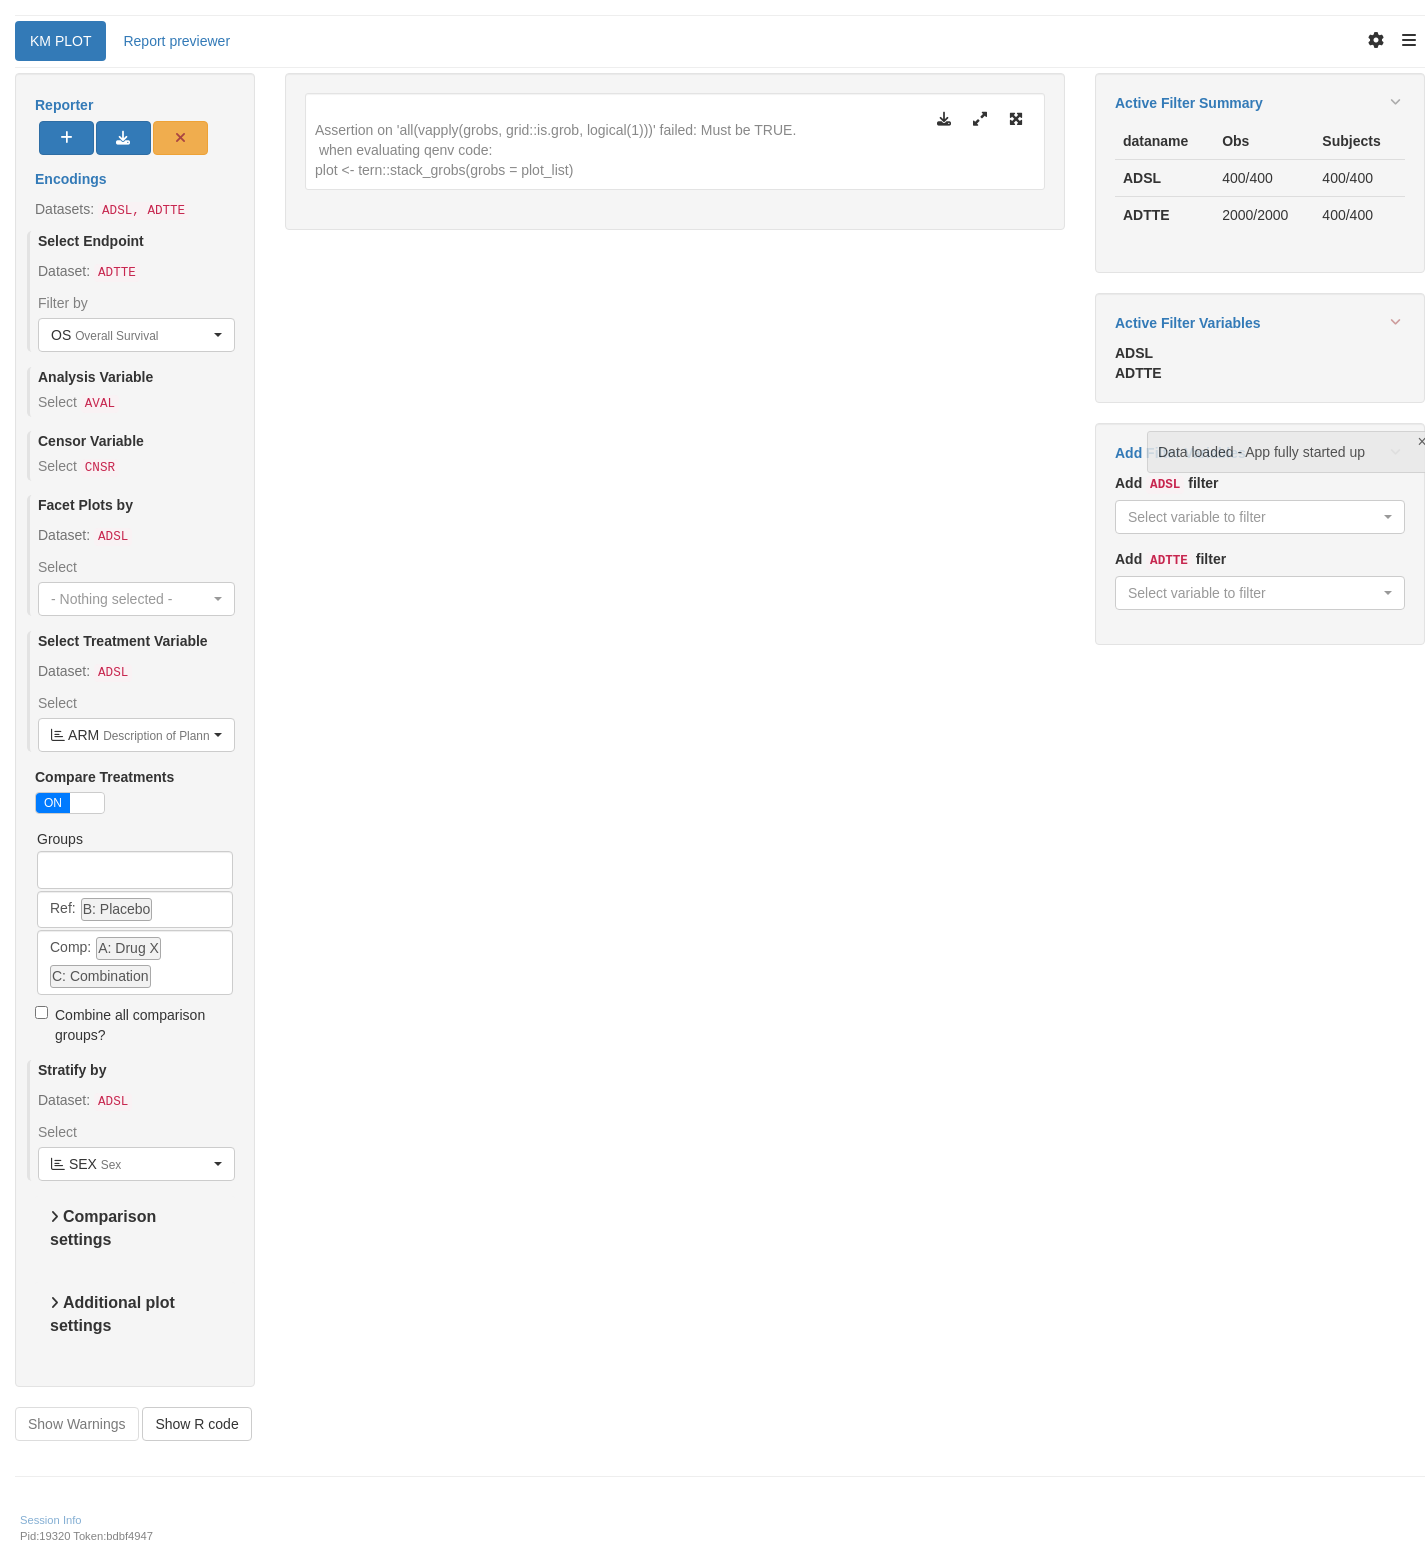 KM PLOT
Report previewer
Reporter
Encodings
Datasets: ADSL, ADTTE
Select Endpoint
Dataset: ADTTE
Filter by
OS Overall Survival
Analysis Variable
Select AVAL
Censor Variable
Select CNSR
Facet Plots by
Dataset: ADSL
Select
- Nothing selected -
Select Treatment Variable
Dataset: ADSL
Select
ARM Description of Plann
Compare Treatments
ON
Groups
Ref: B: Placebo
Comp: A: Drug X
C: Combination
Combine all comparison
groups?
Stratify by
Dataset: ADSL
Select
SEX Sex
Comparison
settings
Additional plot
settings
Show Warnings
Show R code
Assertion on 'all(vapply(grobs, grid::is.grob, logical(1)))' failed: Must be TRUE.
when evaluating qenv code:
plot <- tern::stack_grobs(grobs = plot_list)
Active Filter Summary
dataname Obs Subjects
ADSL 400/400 400/400
ADTTE 2000/2000 400/400
Active Filter Variables
ADSL
ADTTE
Add
Data loaded - App fully started up
×
Add ADSL filter
Select variable to filter
Add ADTTE filter
Select variable to filter
Session Info
Pid:19320 Token:bdbf4947